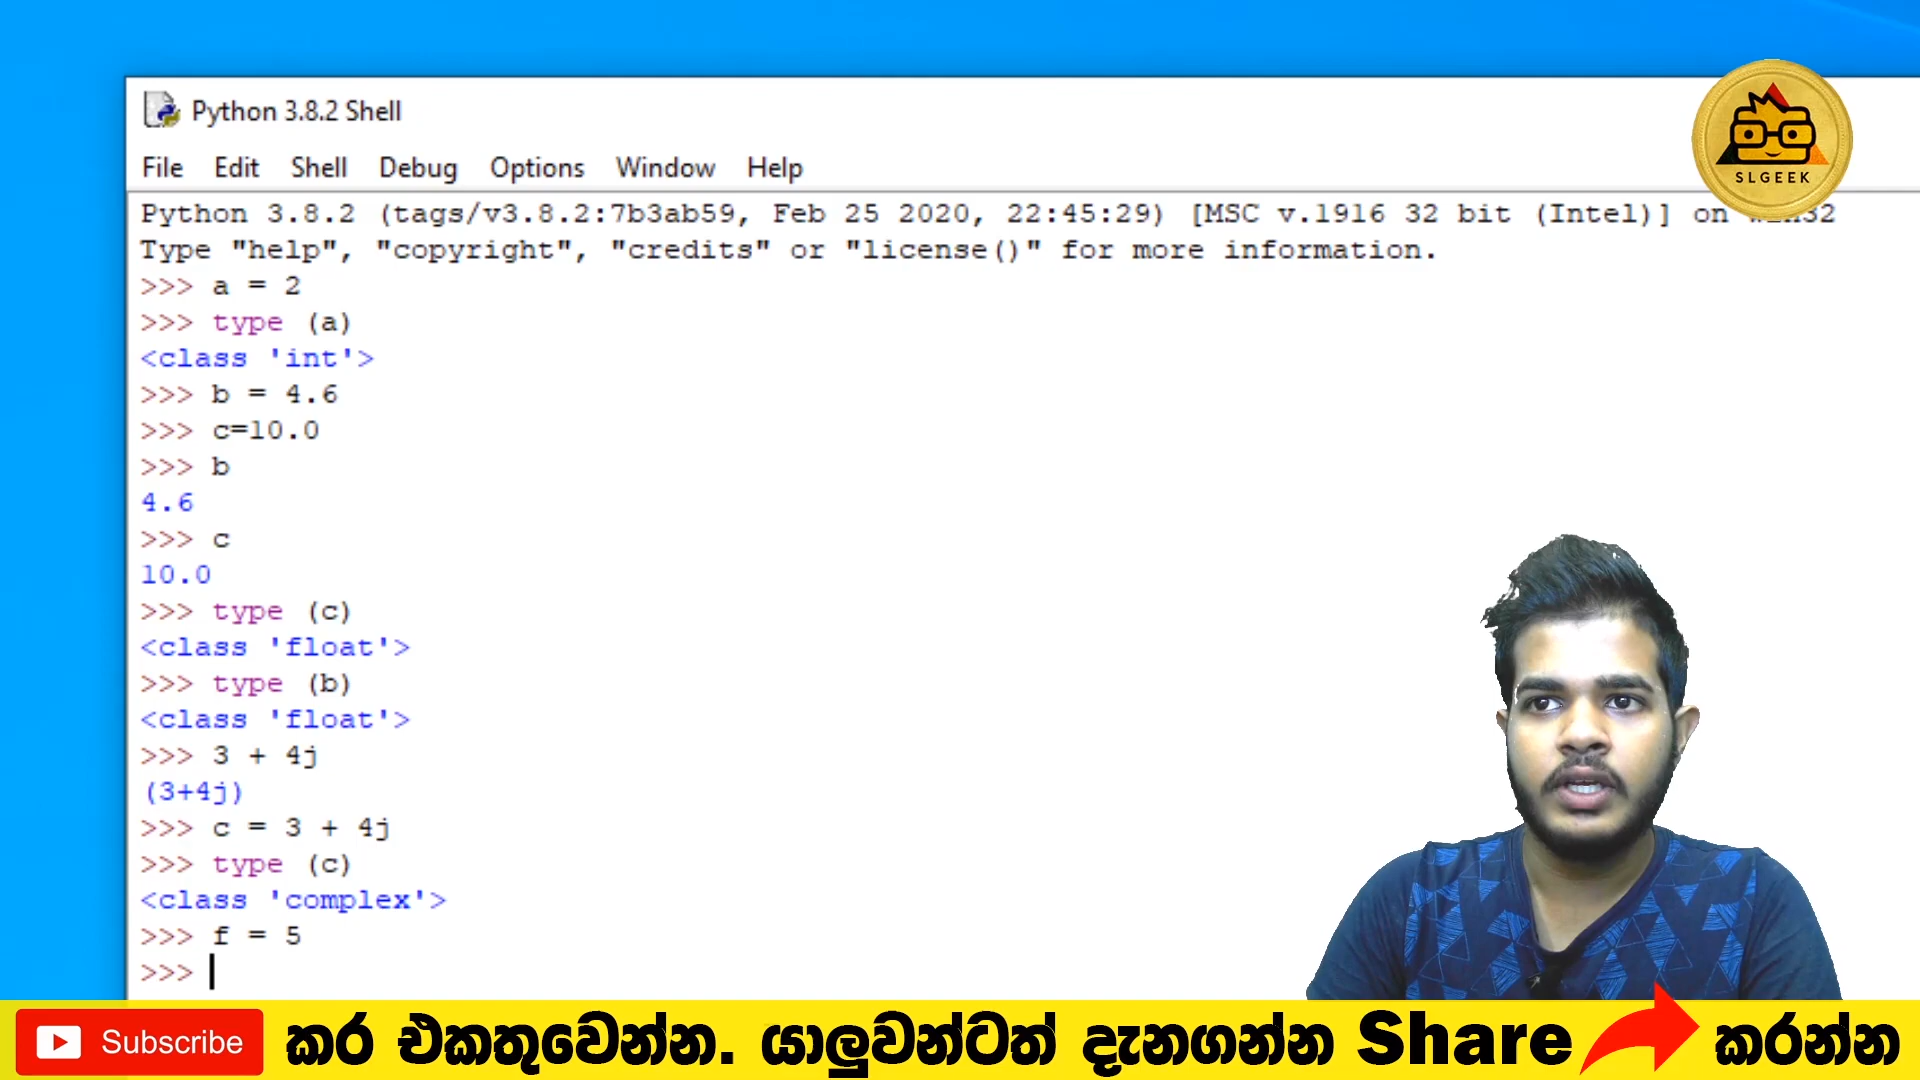 Python 3.8.2 Shell
SLGEEK
File Edit Shell Debug Options Window Help
Python 3.8.2 (tags/v3.8.2:7b3ab59, Feb 25 2020, 22:45:29) [MSC v.1916 32 bit (Intel)] on win32
Type "help", "copyright", "credits" or "license()" for more information.
>>> a = 2
>>> type (a)
<class 'int'>
>>> b = 4.6
>>> c=10.0
>>> b
4.6
>>> c
10.0
>>> type (c)
<class 'float'>
>>> type (b)
<class 'float'>
>>> 3 + 4j
(3+4j)
>>> c = 3 + 4j
>>> type (c)
<class 'complex'>
>>> f = 5
>>>
Subscribe කර එකතුවෙන්න. යාලුවන්ටත් දැනගන්න Share කරන්න